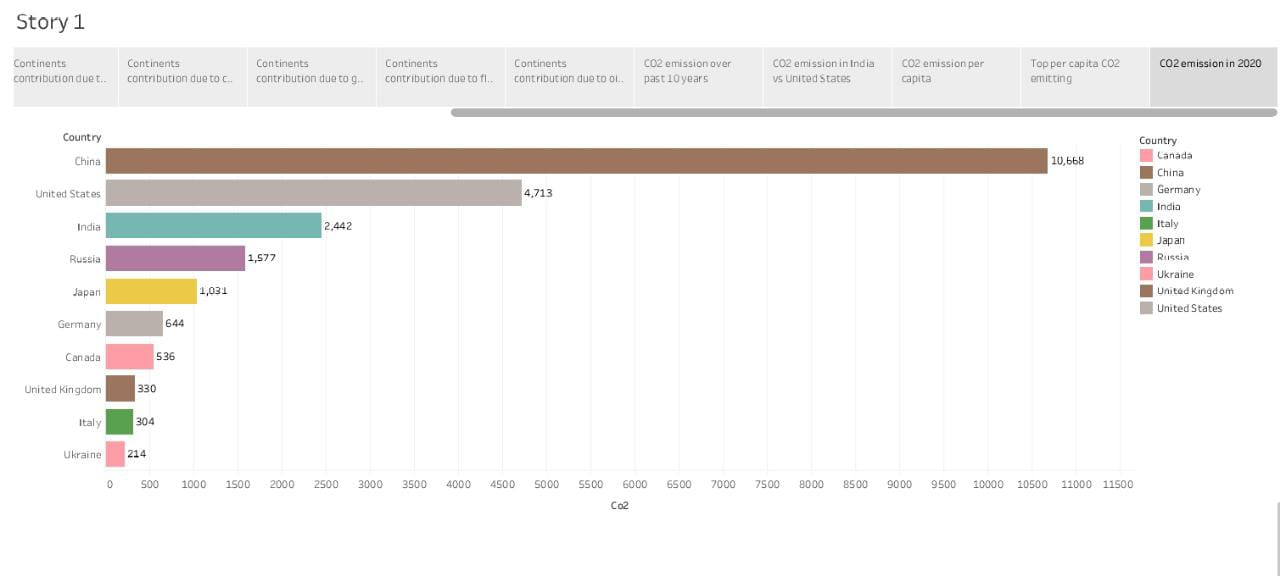 Story 1
Continents
contribution due t..
Continents
contribution due to c..
Continents
contribution due to g..
Continents
contribution due to fl..
Continents
contribution due to oi..
CO2 emission over
past 10 years
CO2 emission in India
vs United States
CO2 emission per
capita
Top per capita CO2
emitting
CO2 emission in 2020
Country
China 10,668
United States 4,713
India 2,442
Russia 1,577
Japan 1,031
Germany 644
Canada 536
United Kingdom 330
Italy 304
Ukraine 214
0 500 1000 1500 2000 2500 3000 3500 4000 4500 5000 5500 6000 6500 7000 7500 8000 8500 9000 9500 10000 10500 11000 11500
Co2
Country
Canada
China
Germany
India
Italy
Japan
Russia
Ukraine
United Kingdom
United States